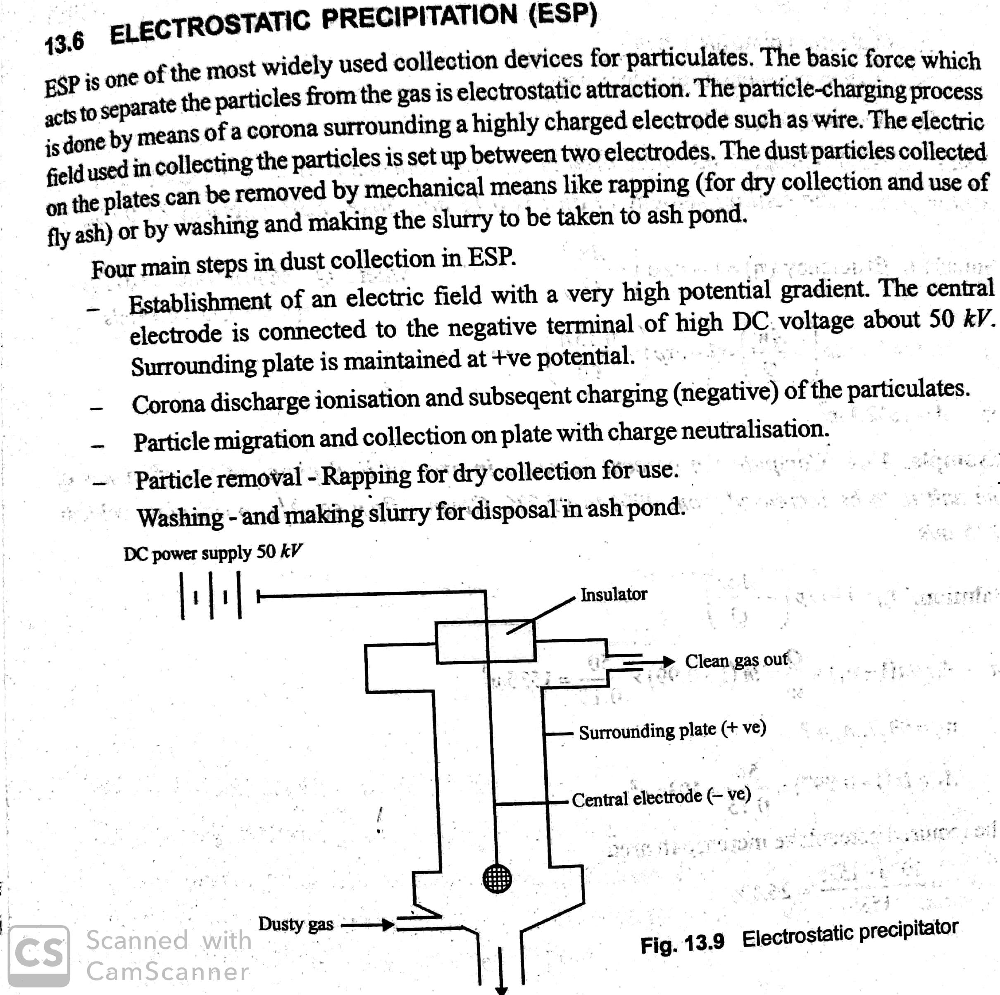 13.6 ELECTROSTATIC PRECIPITATION (ESP)
ESP is one of the most widely used collection devices for particulates. The basic force which
acts to separate the particles from the gas is electrostatic attraction. The particle-charging process
is done by means of a corona surrounding a highly charged electrode such as wire. The electric
field used in collecting the particles is set up between two electrodes. The dust particles collected
on the plates can be removed by mechanical means like rapping (for dry collection and use of
fly ash) or by washing and making the slurry to be taken to ash pond.
Four main steps in dust collection in ESP.
– Establishment of an electric field with a very high potential gradient. The central
electrode is connected to the negative terminal of high DC voltage about 50 kV.
Surrounding plate is maintained at +ve potential.
– Corona discharge ionisation and subseqent charging (negative) of the particulates.
– Particle migration and collection on plate with charge neutralisation.
– Particle removal - Rapping for dry collection for use.
Washing - and making slurry for disposal in ash pond.
DC power supply 50 kV
Insulator
Clean gas out
Surrounding plate (+ ve)
Central electrode (– ve)
Dusty gas
Fig. 13.9 Electrostatic precipitator
CS Scanned with
CamScanner